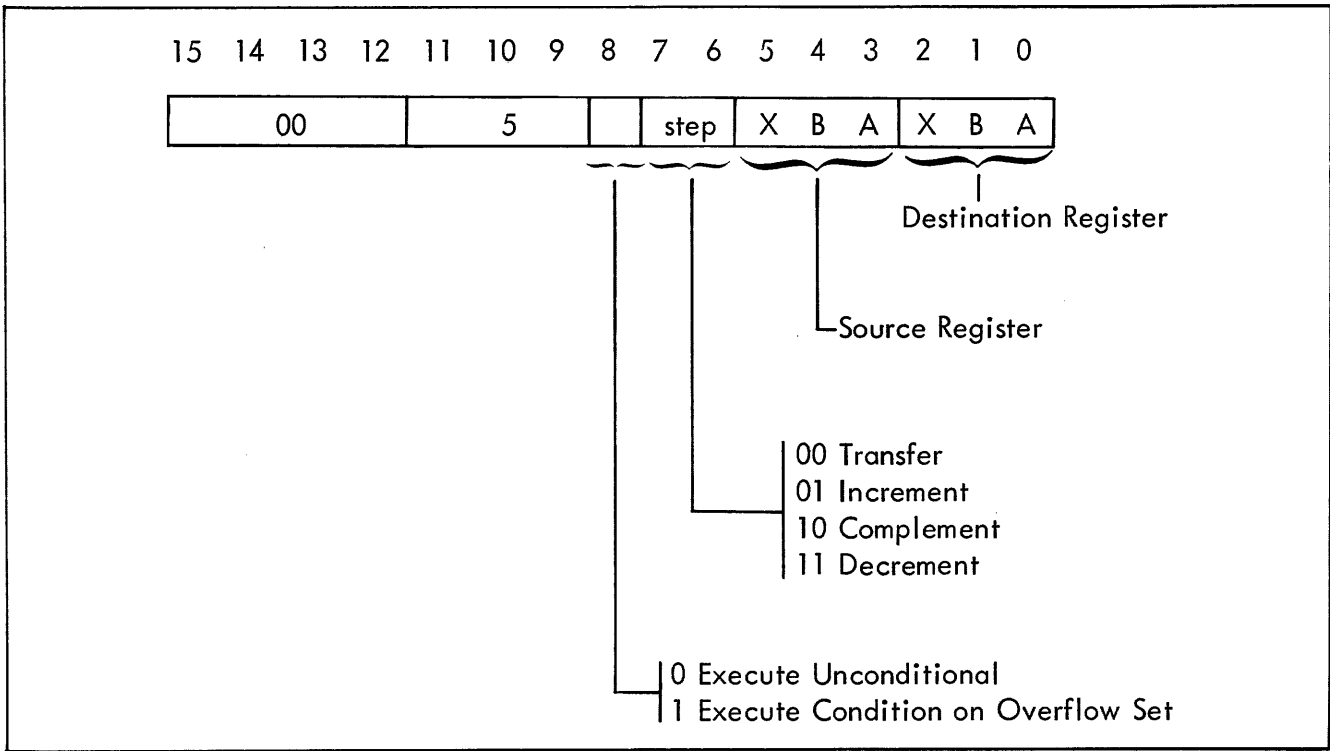 15 14 13 12 11 10 9 8 7 6 5 4 3 2 1 0
00 5 step X B A X B A
Destination Register
Source Register
00 Transfer
01 Increment
10 Complement
11 Decrement
0 Execute Unconditional
1 Execute Condition on Overflow Set